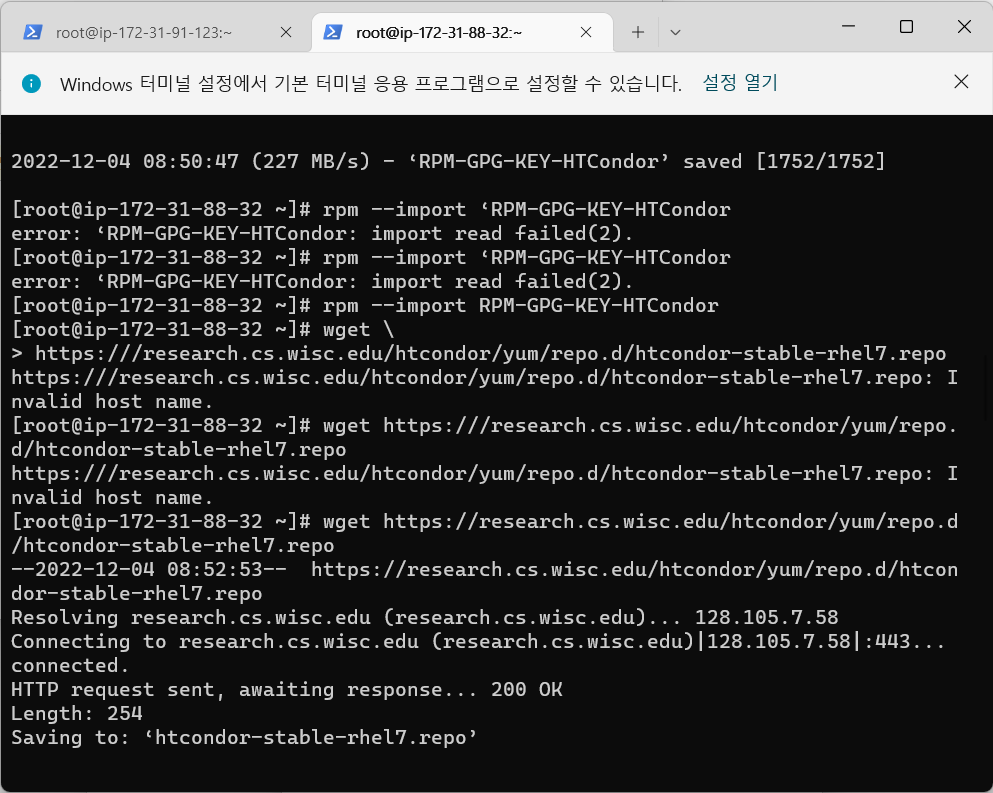 root@ip-172-31-91-123:~
root@ip-172-31-88-32:~
Windows 터미널 설정에서 기본 터미널 응용 프로그램으로 설정할 수 있습니다. 설정 열기
2022-12-04 08:50:47 (227 MB/s) - ‘RPM-GPG-KEY-HTCondor’ saved [1752/1752]
[root@ip-172-31-88-32 ~]# rpm --import ‘RPM-GPG-KEY-HTCondor
error: ‘RPM-GPG-KEY-HTCondor: import read failed(2).
[root@ip-172-31-88-32 ~]# rpm --import ‘RPM-GPG-KEY-HTCondor
error: ‘RPM-GPG-KEY-HTCondor: import read failed(2).
[root@ip-172-31-88-32 ~]# rpm --import RPM-GPG-KEY-HTCondor
[root@ip-172-31-88-32 ~]# wget \
> https:///research.cs.wisc.edu/htcondor/yum/repo.d/htcondor-stable-rhel7.repo
https:///research.cs.wisc.edu/htcondor/yum/repo.d/htcondor-stable-rhel7.repo: I
nvalid host name.
[root@ip-172-31-88-32 ~]# wget https:///research.cs.wisc.edu/htcondor/yum/repo.
d/htcondor-stable-rhel7.repo
https:///research.cs.wisc.edu/htcondor/yum/repo.d/htcondor-stable-rhel7.repo: I
nvalid host name.
[root@ip-172-31-88-32 ~]# wget https://research.cs.wisc.edu/htcondor/yum/repo.d
/htcondor-stable-rhel7.repo
--2022-12-04 08:52:53--  https://research.cs.wisc.edu/htcondor/yum/repo.d/htcon
dor-stable-rhel7.repo
Resolving research.cs.wisc.edu (research.cs.wisc.edu)... 128.105.7.58
Connecting to research.cs.wisc.edu (research.cs.wisc.edu)|128.105.7.58|:443...
connected.
HTTP request sent, awaiting response... 200 OK
Length: 254
Saving to: ‘htcondor-stable-rhel7.repo’